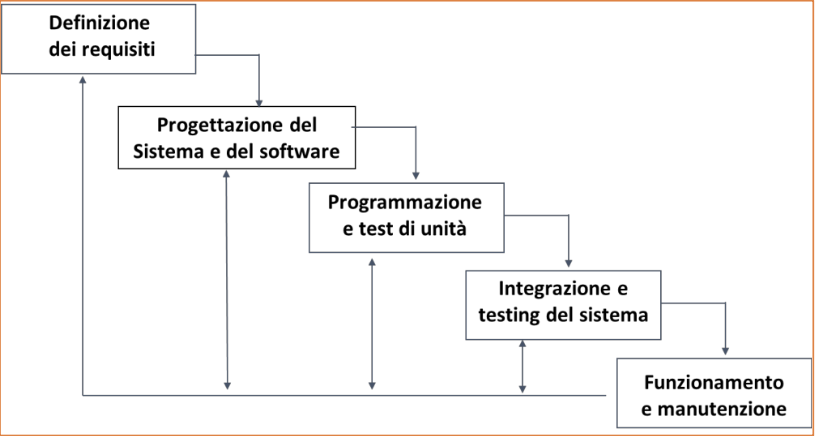 Definizione
dei requisiti
Progettazione del
Sistema e del software
Programmazione
e test di unità
Integrazione e
testing del sistema
Funzionamento
e manutenzione